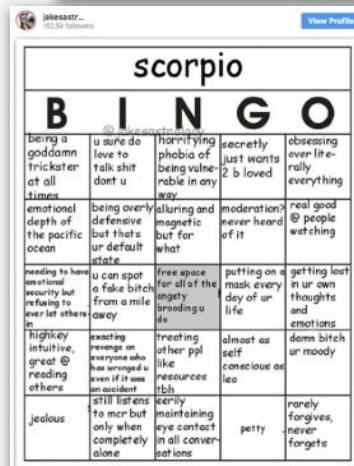 jakesastr...
View Profile
scorpio
B I N G O
@jakesastrology
being a
goddamn
trickster
at all
times
u sure do
love to
talk shit
dont u
horrifying
phobia of
being vulne-
rable in any
way
secretly
just wants
2 b loved
obsessing
over lite-
rally
everything
emotional
depth of
the pacific
ocean
being overly
defensive
but thats
ur default
state
alluring and
magnetic
but for
what
moderation?
never heard
of it
real good
@ people
watching
needing to have
emotional
security but
refusing to
ever let others
in
u can spot
a fake bitch
from a mile
away
free space
for all of the
angsty
brooding u
do
putting on a
mask every
day of ur
life
getting lost
in ur own
thoughts
and
emotions
highkey
intuitive,
great @
reading
others
exacting
revenge on
everyone who
has wronged u
even if it was
an accident
treating
other ppl
like
resources
tbh
almost as
self
conscious as
leo
damn bitch
ur moody
jealous
still listens
to mcr but
only when
completely
alone
eerily
maintaining
eye contact
in all conver-
sations
petty
rarely
forgives,
never
forgets